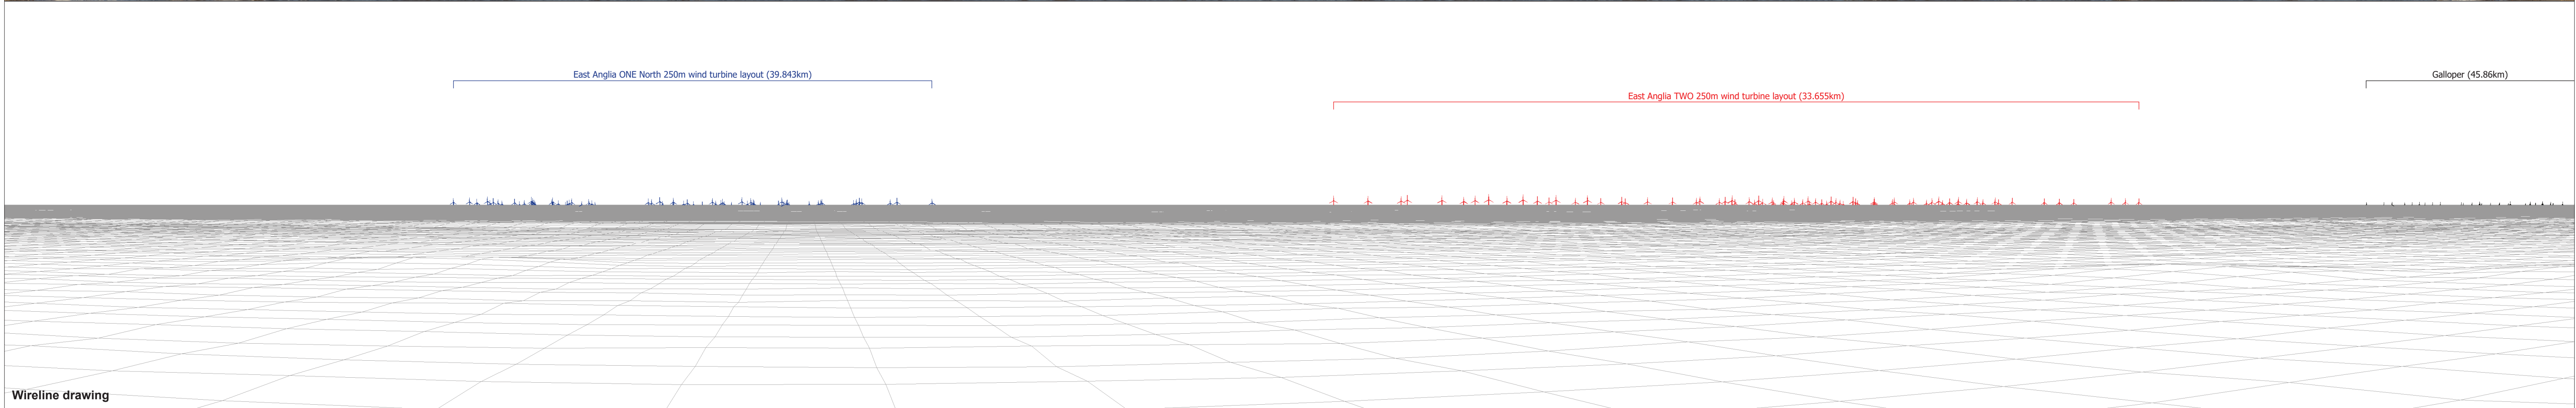 East Anglia ONE North 250m wind turbine layout (39.843km)
Galloper (45.86km)
East Anglia TWO 250m wind turbine layout (33.655km)
Wireline drawing